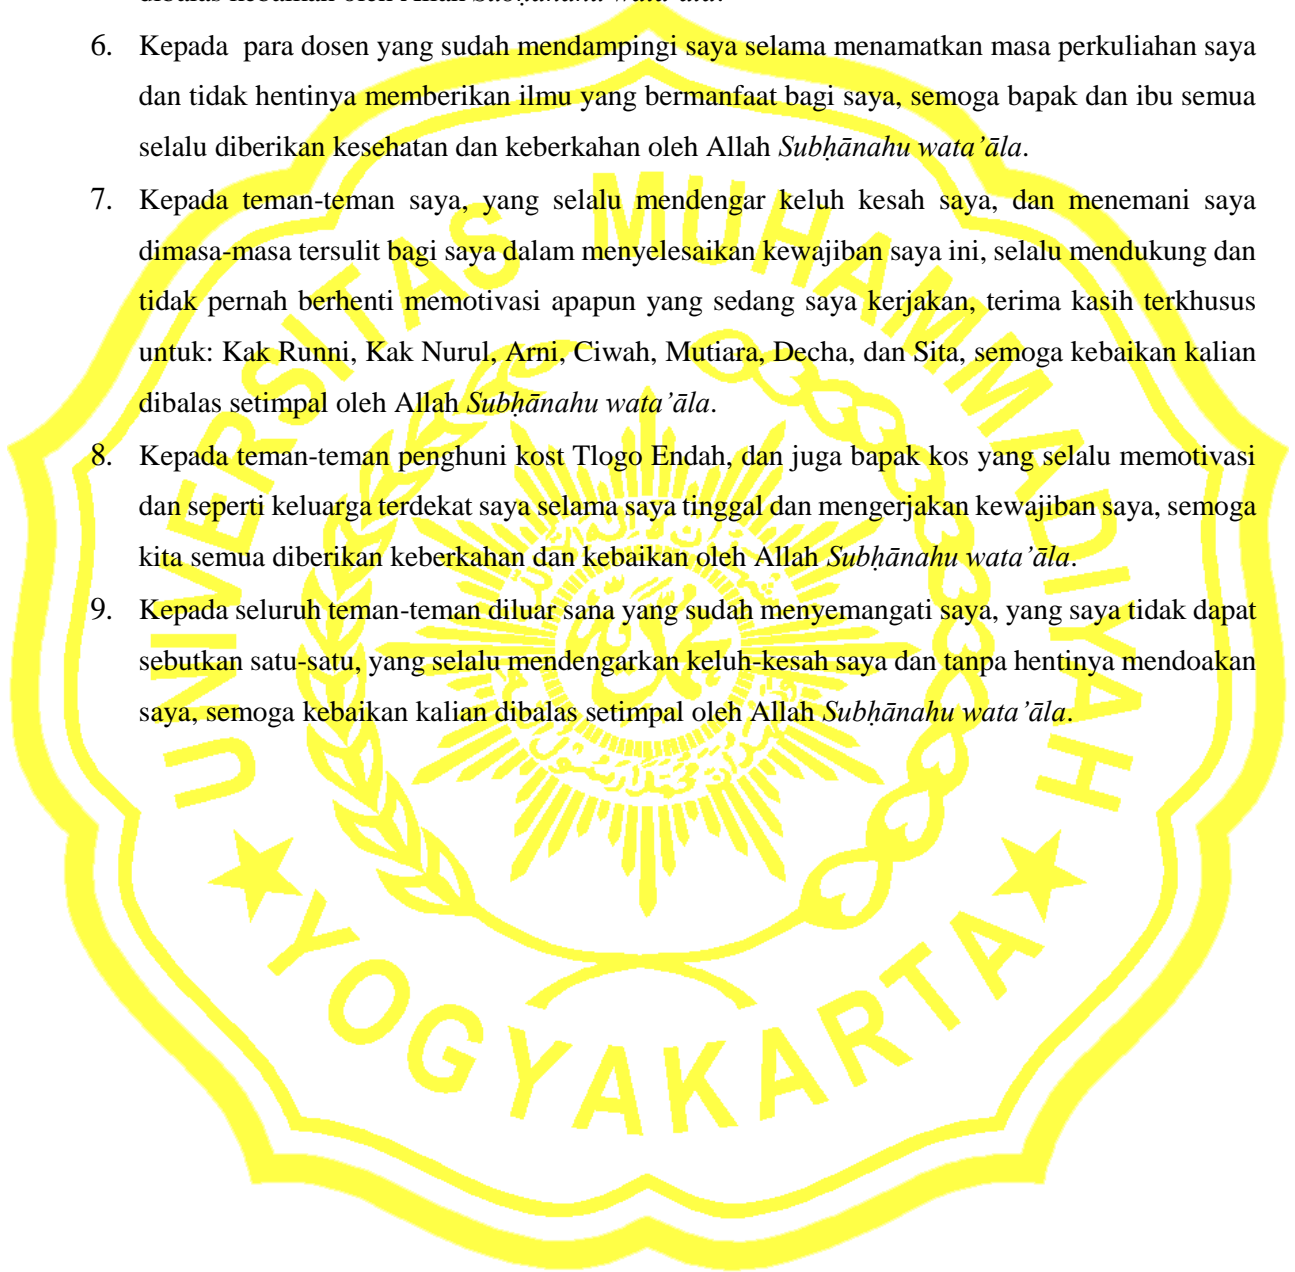 dibalas kebaikan oleh Allah Subḥānahu wata’āla.
6. Kepada  para dosen yang sudah mendampingi saya selama menamatkan masa perkuliahan saya
dan tidak hentinya memberikan ilmu yang bermanfaat bagi saya, semoga bapak dan ibu semua
selalu diberikan kesehatan dan keberkahan oleh Allah Subḥānahu wata’āla.
7. Kepada teman-teman saya, yang selalu mendengar keluh kesah saya, dan menemani saya
dimasa-masa tersulit bagi saya dalam menyelesaikan kewajiban saya ini, selalu mendukung dan
tidak pernah berhenti memotivasi apapun yang sedang saya kerjakan, terima kasih terkhusus
untuk: Kak Runni, Kak Nurul, Arni, Ciwah, Mutiara, Decha, dan Sita, semoga kebaikan kalian
dibalas setimpal oleh Allah Subḥānahu wata’āla.
8. Kepada teman-teman penghuni kost Tlogo Endah, dan juga bapak kos yang selalu memotivasi
dan seperti keluarga terdekat saya selama saya tinggal dan mengerjakan kewajiban saya, semoga
kita semua diberikan keberkahan dan kebaikan oleh Allah Subḥānahu wata’āla.
9. Kepada seluruh teman-teman diluar sana yang sudah menyemangati saya, yang saya tidak dapat
sebutkan satu-satu, yang selalu mendengarkan keluh-kesah saya dan tanpa hentinya mendoakan
saya, semoga kebaikan kalian dibalas setimpal oleh Allah Subḥānahu wata’āla.
UNIVERSITAS MUHAMMADIYAH
YOGYAKARTA